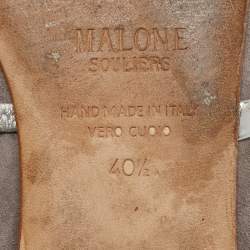 MALONE
SOULIERS
HAND MADE IN ITALY
VERO CUOIO
40½